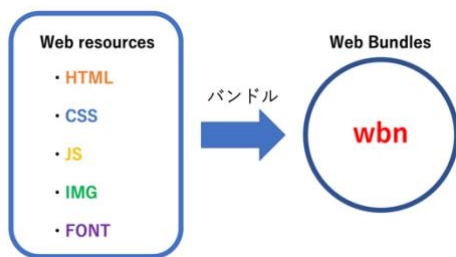 Web resources
・HTML
・CSS
・JS
・IMG
・FONT
バンドル
Web Bundles
wbn